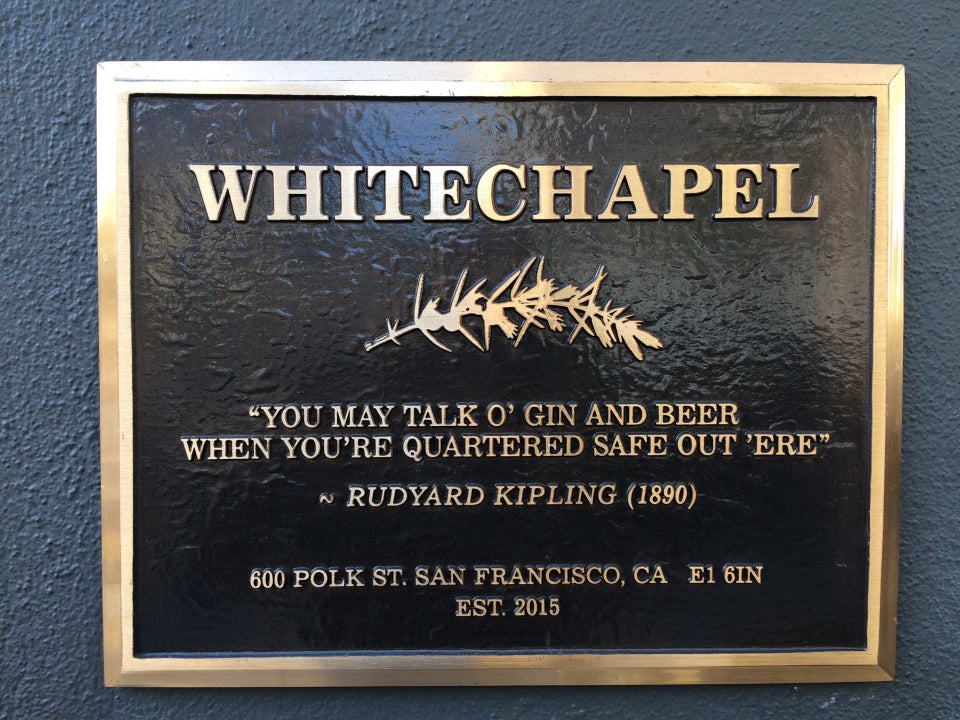 WHITECHAPEL
“YOU MAY TALK O’ GIN AND BEER
WHEN YOU’RE QUARTERED SAFE OUT ’ERE”
~ RUDYARD KIPLING (1890)
600 POLK ST. SAN FRANCISCO, CA E1 6IN
EST. 2015